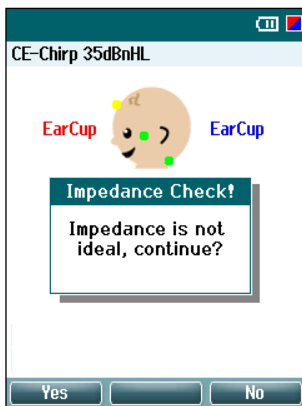 CE-Chirp 35dBnHL
EarCup EarCup
Impedance Check!
Impedance is not
ideal, continue?
Yes No